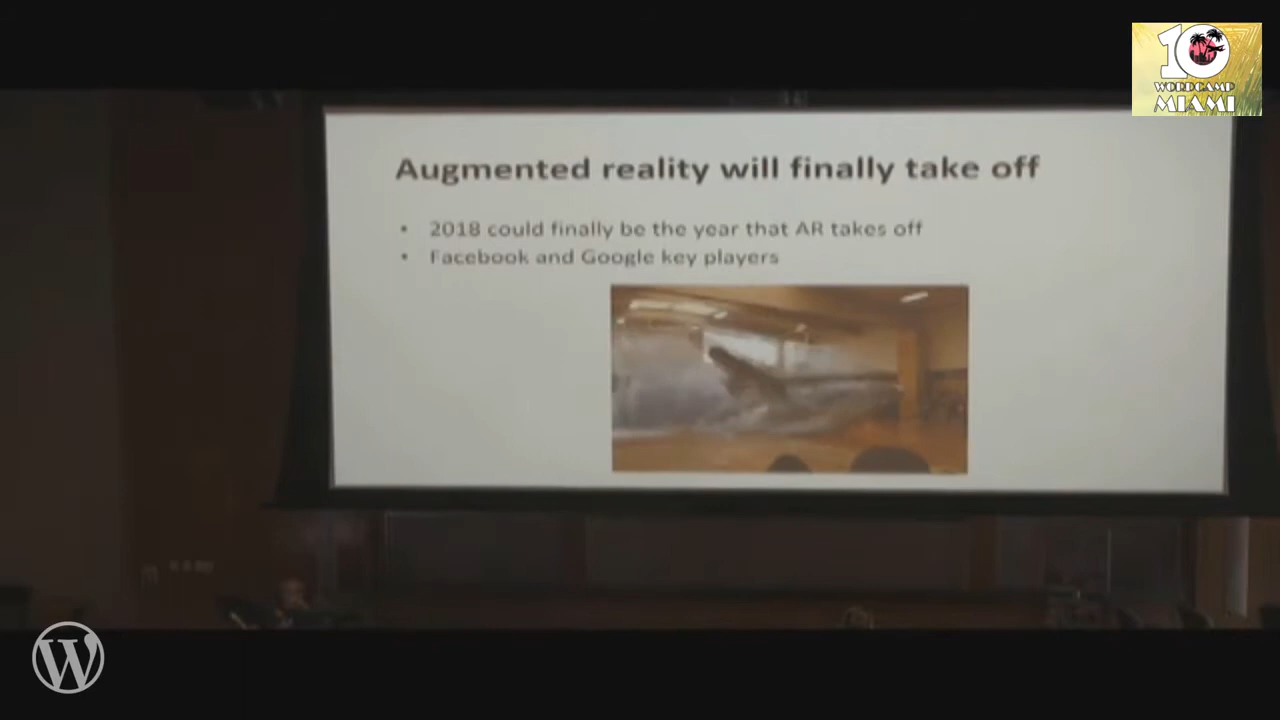 10
WORDCAMP
MIAMI
Augmented reality will finally take off
• 2018 could finally be the year that AR takes off
• Facebook and Google key players
W